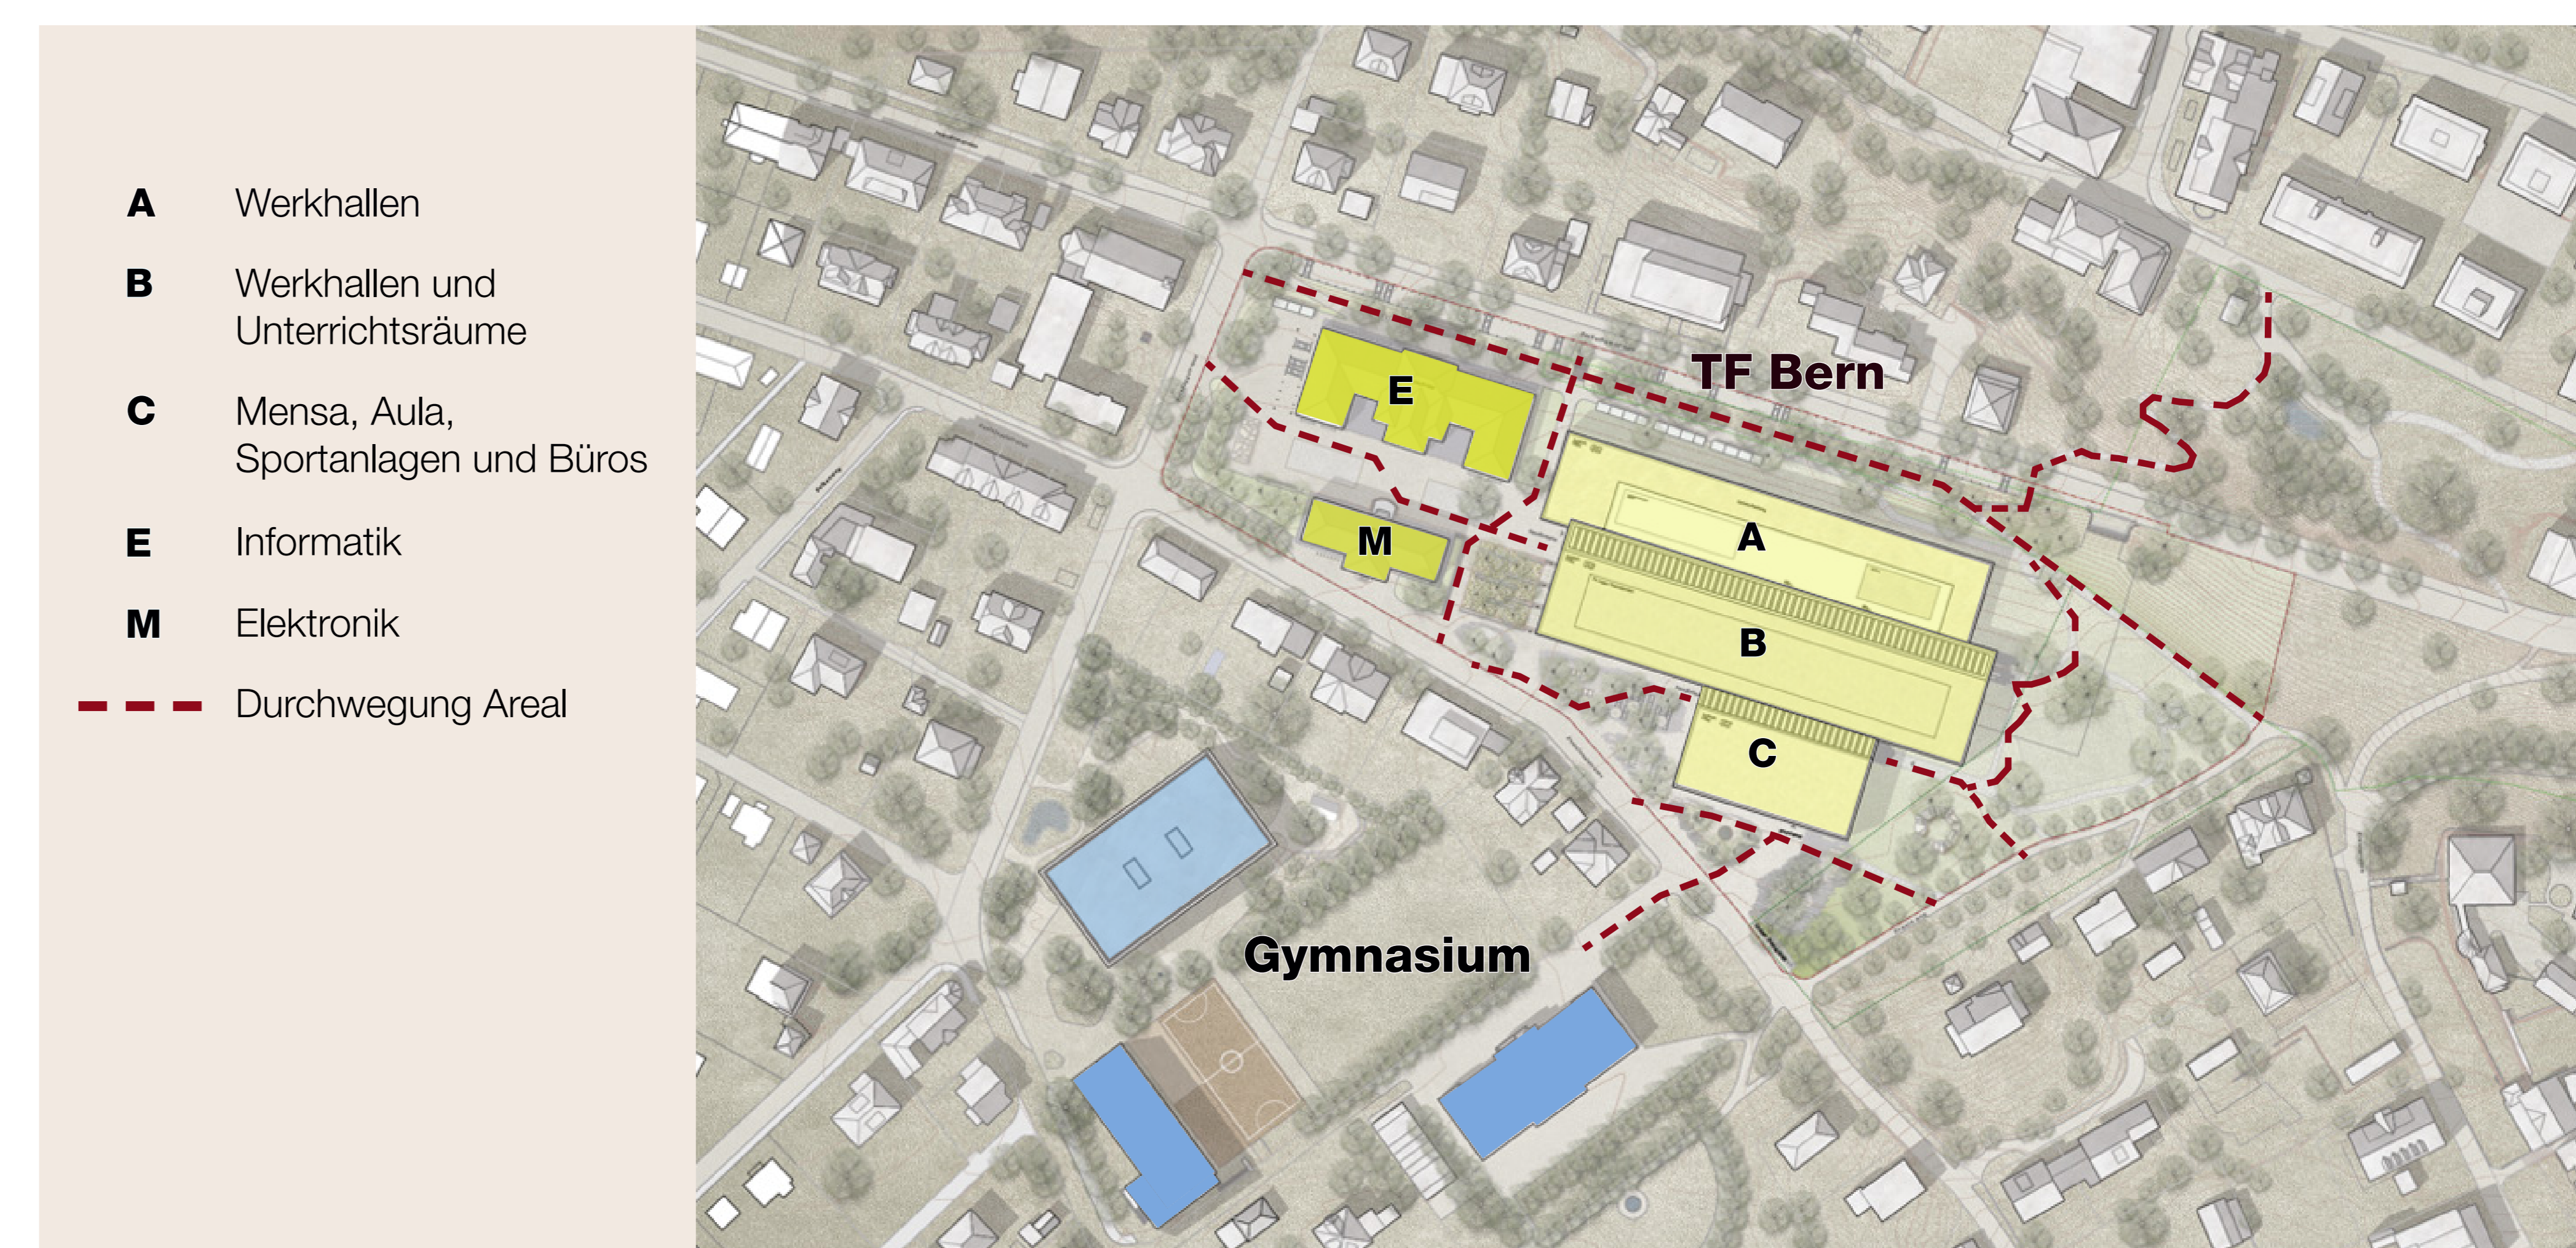 A Werkhallen
B Werkhallen und
Unterrichtsräume
C Mensa, Aula,
Sportanlagen und Büros
E Informatik
M Elektronik
Durchwegung Areal
TF Bern
E
A
M
B
C
Gymnasium